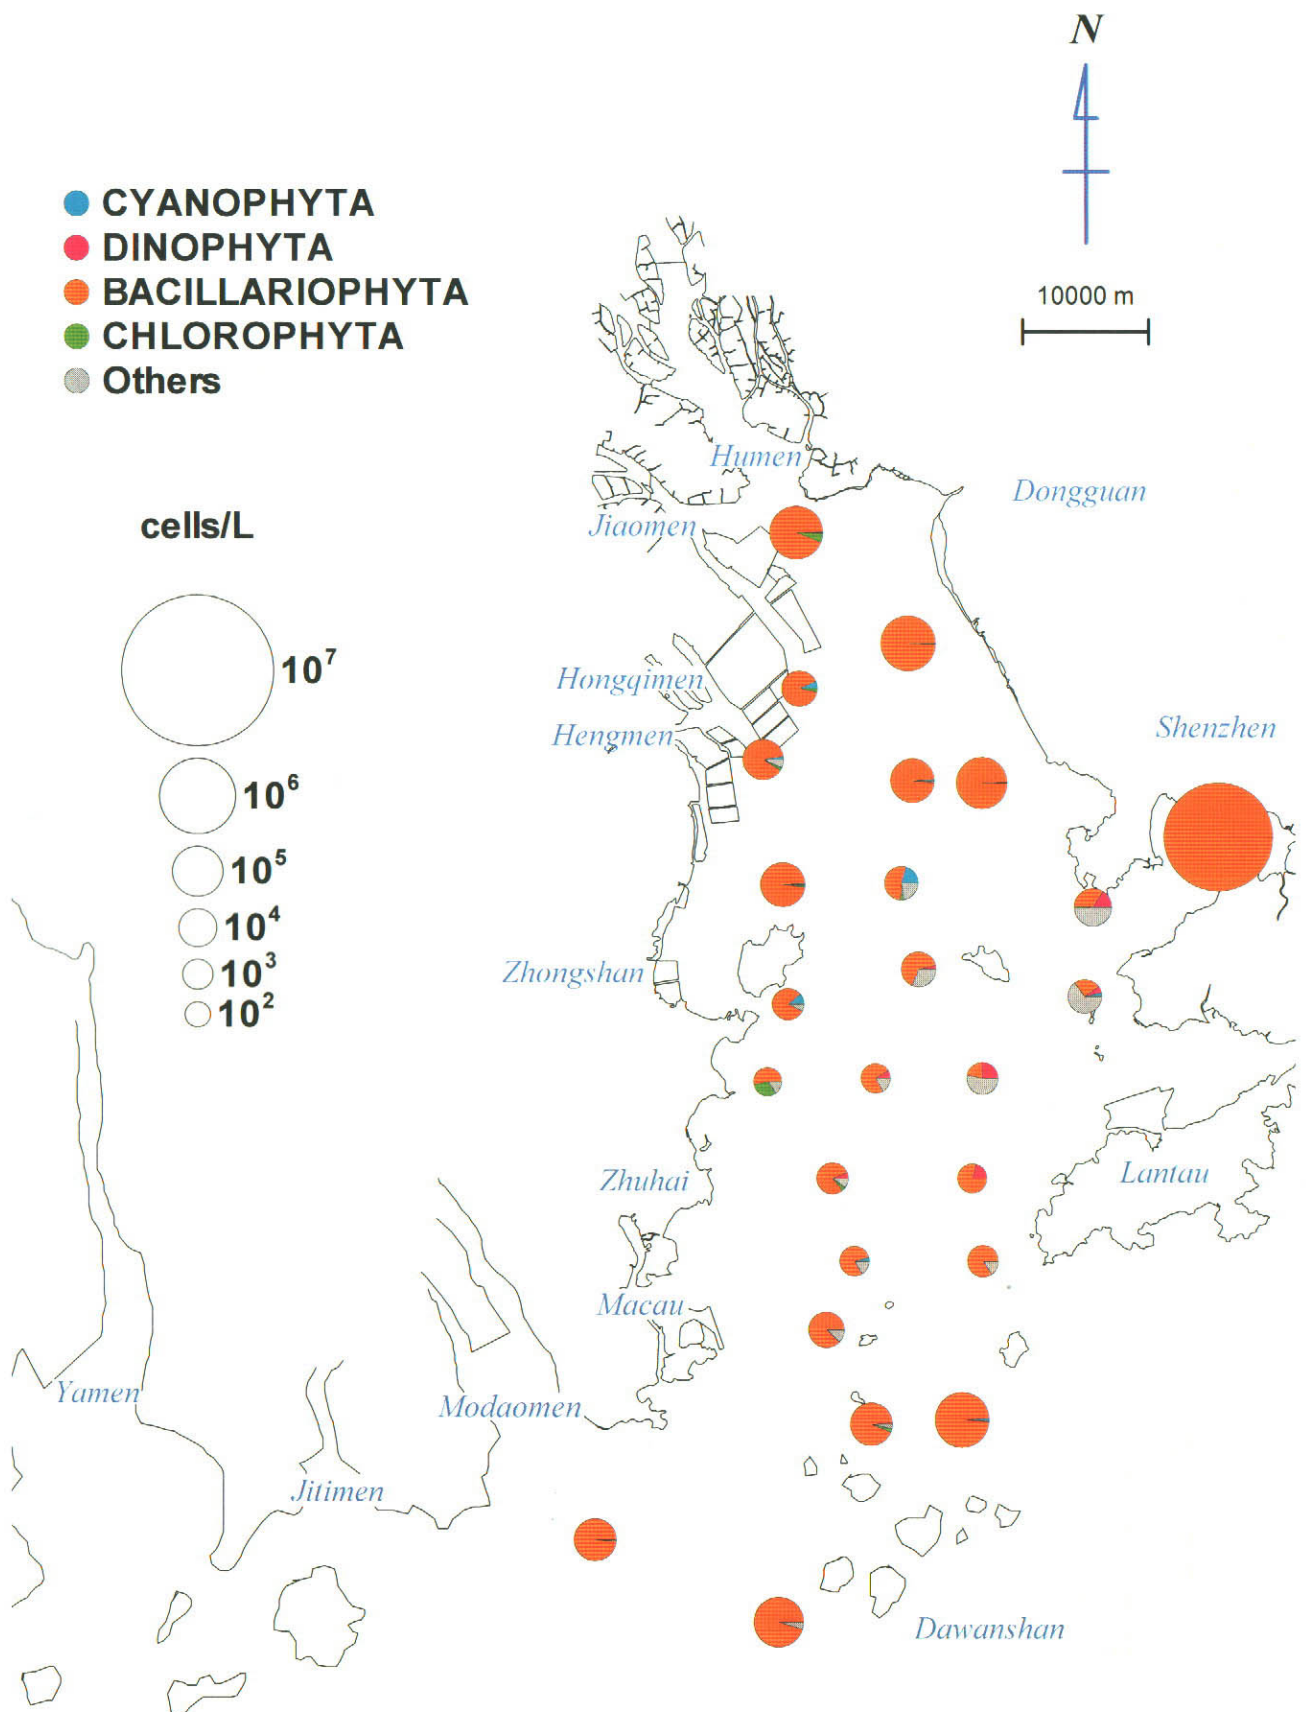 N
CYANOPHYTA
DINOPHYTA
BACILLARIOPHYTA
CHLOROPHYTA
Others
10000 m
Humen
Dongguan
cells/L
Jiaomen
10⁷
Hongqimen
Hengmen
Shenzhen
10⁶
10⁵
10⁴
10³
10²
Zhongshan
Zhuhai
Lantau
Macau
Yamen
Modaomen
Jitimen
Dawanshan